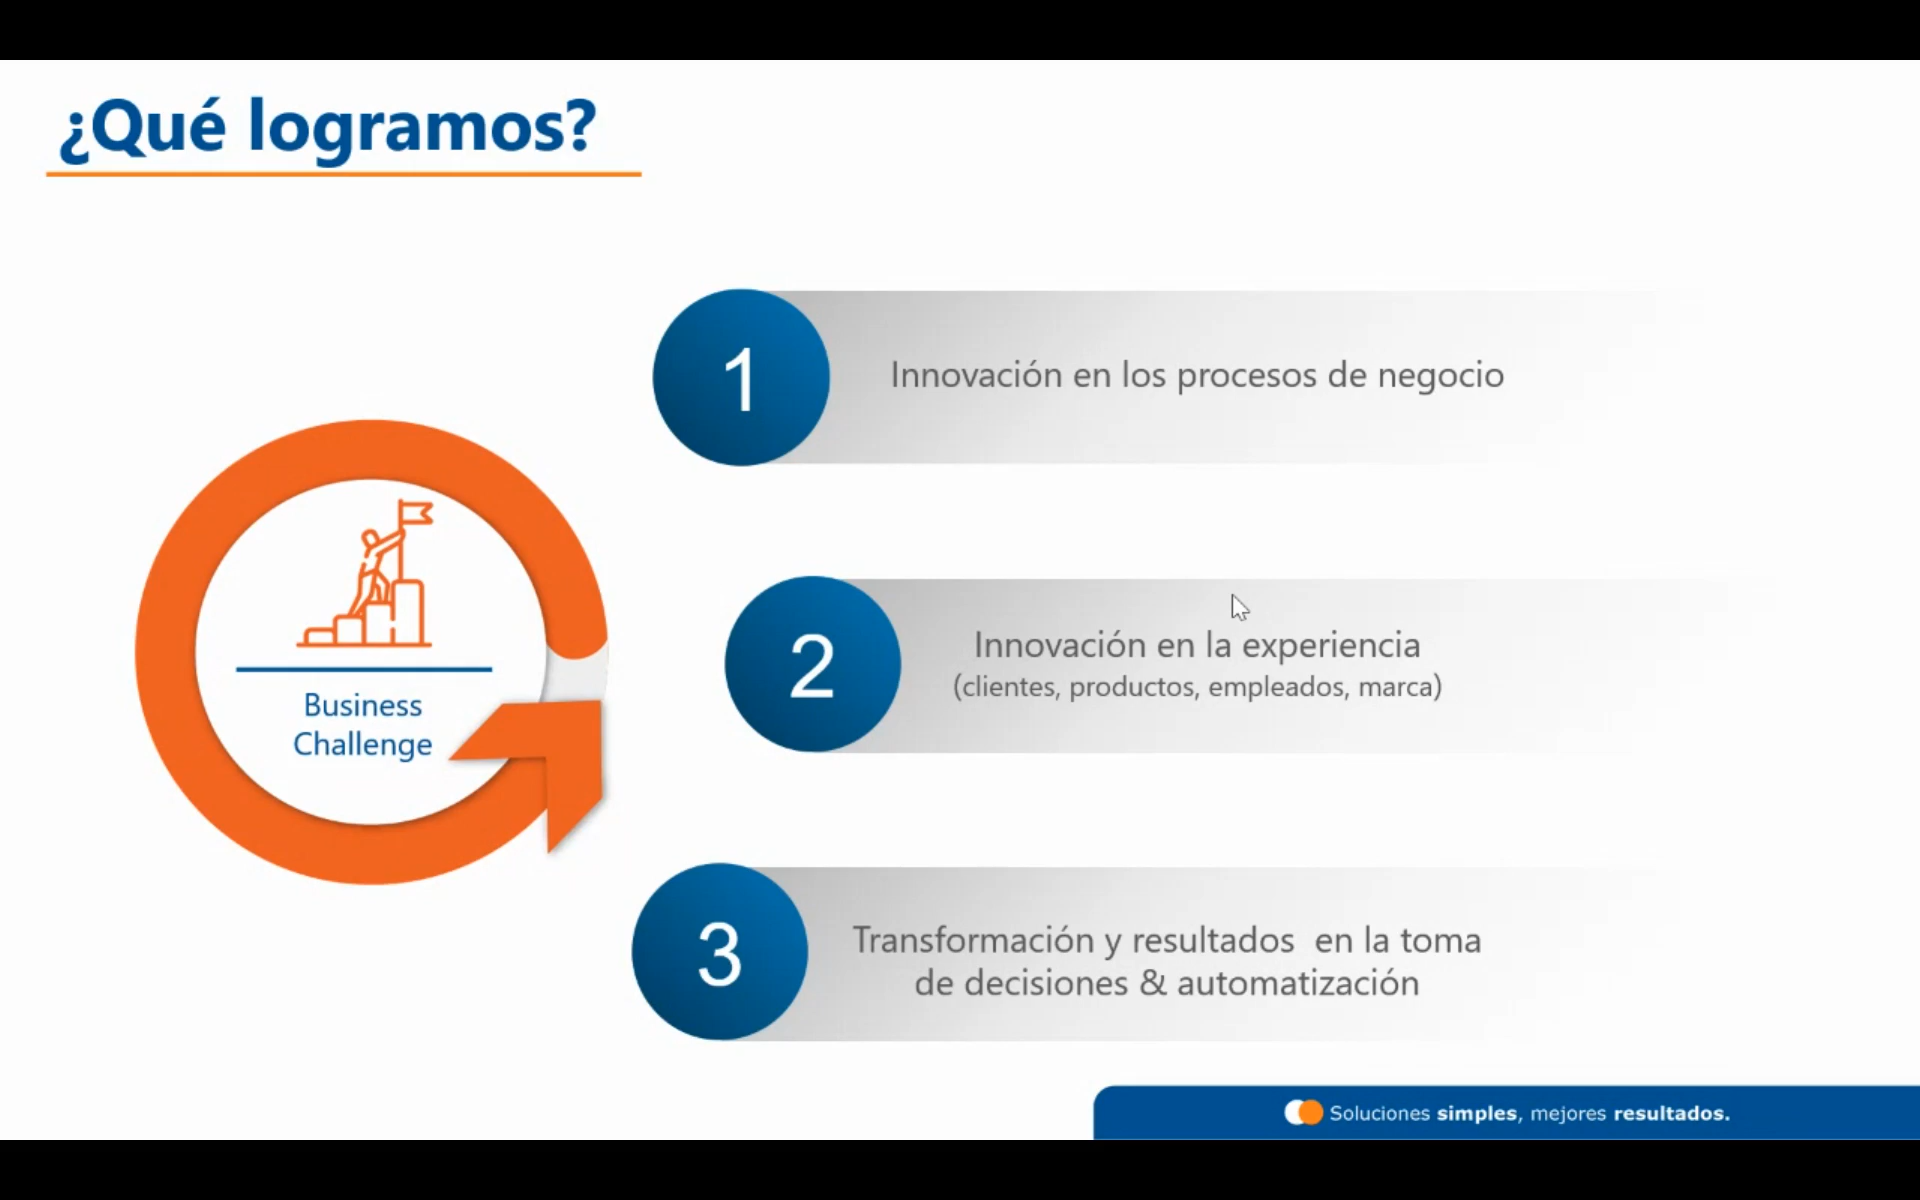 ¿Qué logramos?
1
Innovación en los procesos de negocio
Business
Challenge
2
Innovación en la experiencia
(clientes, productos, empleados, marca)
3
Transformación y resultados  en la toma
de decisiones & automatización
Soluciones simples, mejores resultados.